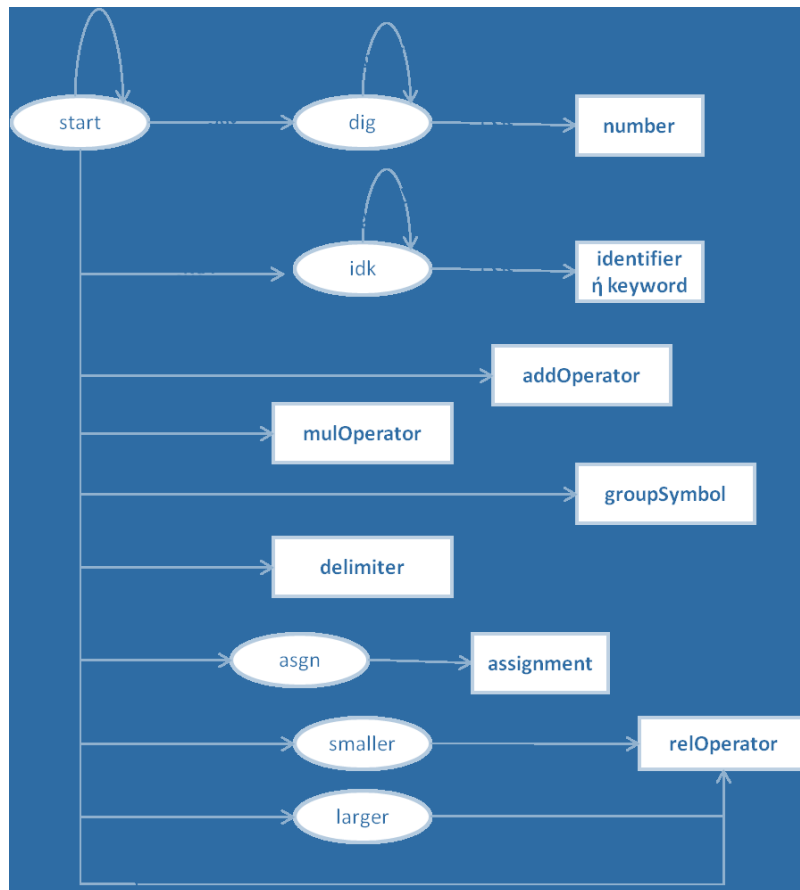 start
dig
number
idk
identifier
ή keyword
addOperator
mulOperator
groupSymbol
delimiter
asgn
assignment
smaller
relOperator
larger